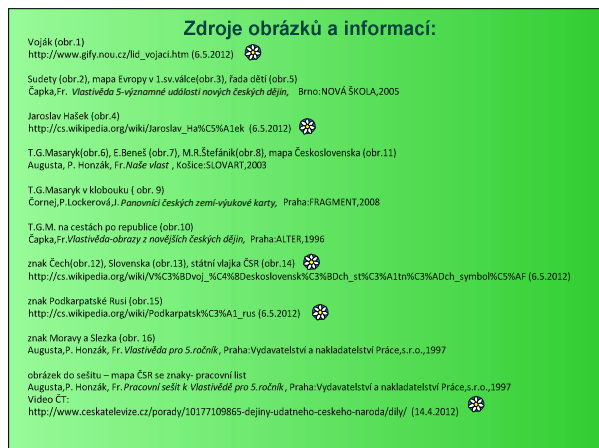 Zdroje obrázků a informací:
Voják (obr.1)
http://www.gify.nou.cz/lid_vojaci.htm (6.5.2012)
Sudety (obr.2), mapa Evropy v 1.sv.válce(obr.3), řada dětí (obr.5)
Čapka,Fr. Vlastivěda 5-významné události nových českých dějin, Brno:NOVÁ ŠKOLA,2005
Jaroslav Hašek (obr.4)
http://cs.wikipedia.org/wiki/Jaroslav_Ha%C5%A1ek (6.5.2012)
T.G.Masaryk(obr.6), E.Beneš (obr.7), M.R.Štefánik(obr.8), mapa Československa (obr.11)
Augusta, P. Honzák, Fr.Naše vlast , Košice:SLOVART,2003
T.G.Masaryk v klobouku ( obr. 9)
Čornej,P.Lockerová,J.Panovníci českých zemí-výukové karty, Praha:FRAGMENT,2008
T.G.M. na cestách po republice (obr.10)
Čapka,Fr.Vlastivěda-obrazy z novějších českých dějin, Praha:ALTER,1996
znak Čech(obr.12), Slovenska (obr.13), státní vlajka ČSR (obr.14)
http://cs.wikipedia.org/wiki/V%C3%BDvoj_%C4%8Deskoslovensk%C3%BDch_st%C3%A1tn%C3%ADch_symbol%C5%AF (6.5.2012)
znak Podkarpatské Rusi (obr.15)
http://cs.wikipedia.org/wiki/Podkarpatsk%C3%A1_rus (6.5.2012)
znak Moravy a Slezka (obr. 16)
Augusta,P. Honzák, Fr.Vlastivěda pro 5.ročník, Praha:Vydavatelství a nakladatelství Práce,s.r.o.,1997
obrázek do sešitu – mapa ČSR se znaky- pracovní list
Augusta,P. Honzák, Fr.Pracovní sešit k Vlastivědě pro 5.ročník, Praha:Vydavatelství a nakladatelství Práce,s.r.o.,1997
Video ČT:
http://www.ceskatelevize.cz/porady/10177109865-dejiny-udatneho-ceskeho-naroda/dily/ (14.4.2012)